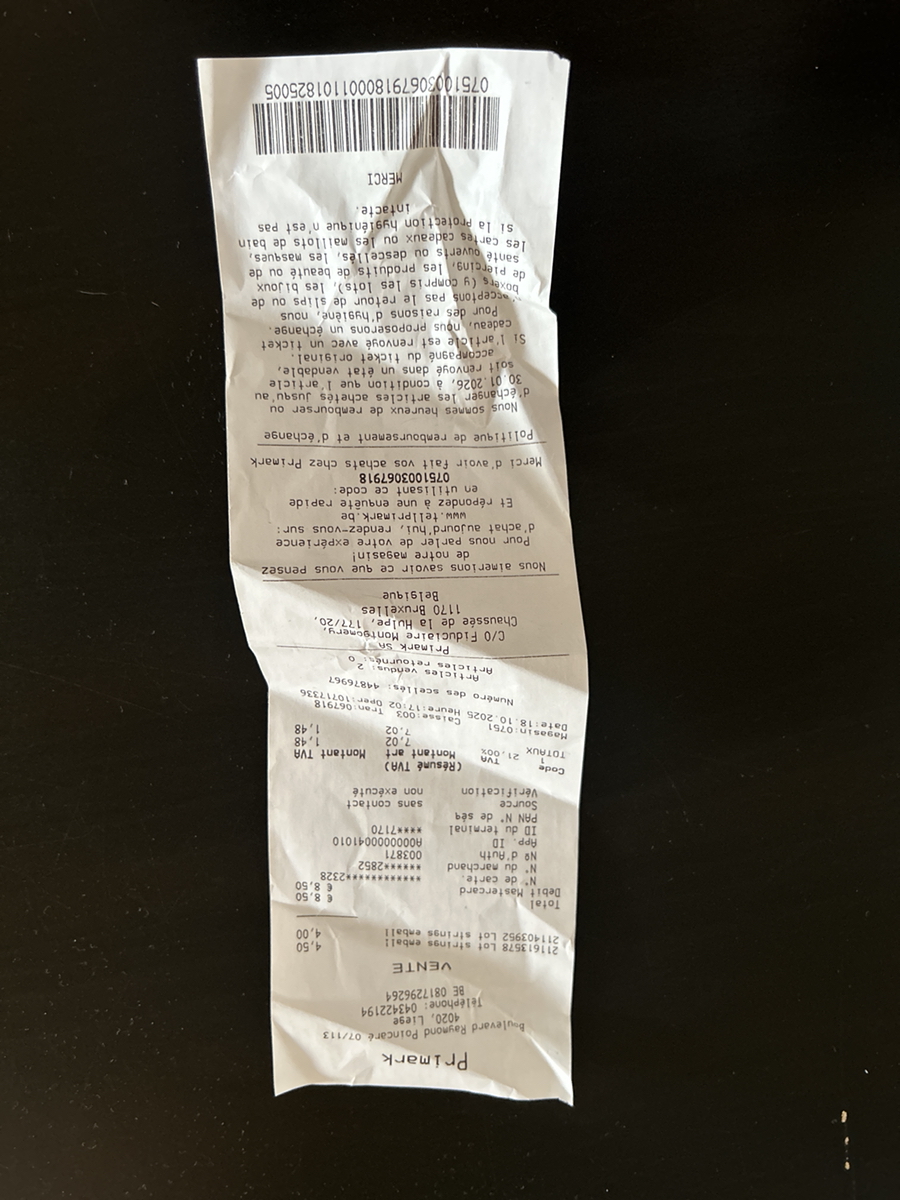 Primark
Boulevard Raymond Poincaré 07/113
4020, Liege
Téléphone: 043422194
BE 0817296264
VENTE
211613578 Lot strings emball 4,50
211403952 Lot strings emball 4,00
Total € 8,50
Debit Mastercard € 8,50
N° de carte. ************2328
N° du marchand ******2852
Nº d'Auth 003871
App. ID A0000000041010
ID du terminal ****7170
PAN N° de séq
Source sans contact
Vérification non exécuté
(Résumé TVA)
Code TVA Montant art Montant TVA
1 21,00% 7,02 1,48
TOTAUX 7,02 1,48
Magasin:0751 Caisse:003 Tran:067918
Date:18.10.2025 Heure:17:02 Oper:10717336
Numéro des scellés: 44876967
Articles vendus: 2
Articles retournés: 0
Primark SA
C/O Fiduciaire Montgomery,
Chaussée de la Hulpe, 177/20,
1170 Bruxelles
Belgique
Nous aimerions savoir ce que vous pensez
de notre magasin!
Pour nous parler de votre expérience
d'achat aujourd'hui, rendez-vous sur:
www.tellprimark.be
Et répondez à une enquête rapide
en utilisant ce code:
0751003067918
Merci d'avoir fait vos achats chez Primark
Politique de remboursement et d'échange
Nous sommes heureux de rembourser ou
d'échanger les articles achetés jusqu'au
30.01.2026, à condition que l'article
soit renvoyé dans un état vendable,
accompagné du ticket original.
Si l'article est renvoyé avec un ticket
cadeau, nous proposerons un échange.
Pour des raisons d'hygiène, nous
n'acceptons pas le retour de slips ou de
boxers (y compris les lots), les bijoux
de piercing, les produits de beauté ou de
santé ouverts ou descellés, les masques,
les cartes cadeaux ou les maillots de bain
si la protection hygiénique n'est pas
intacte.
MERCI
075100306791800011101825005